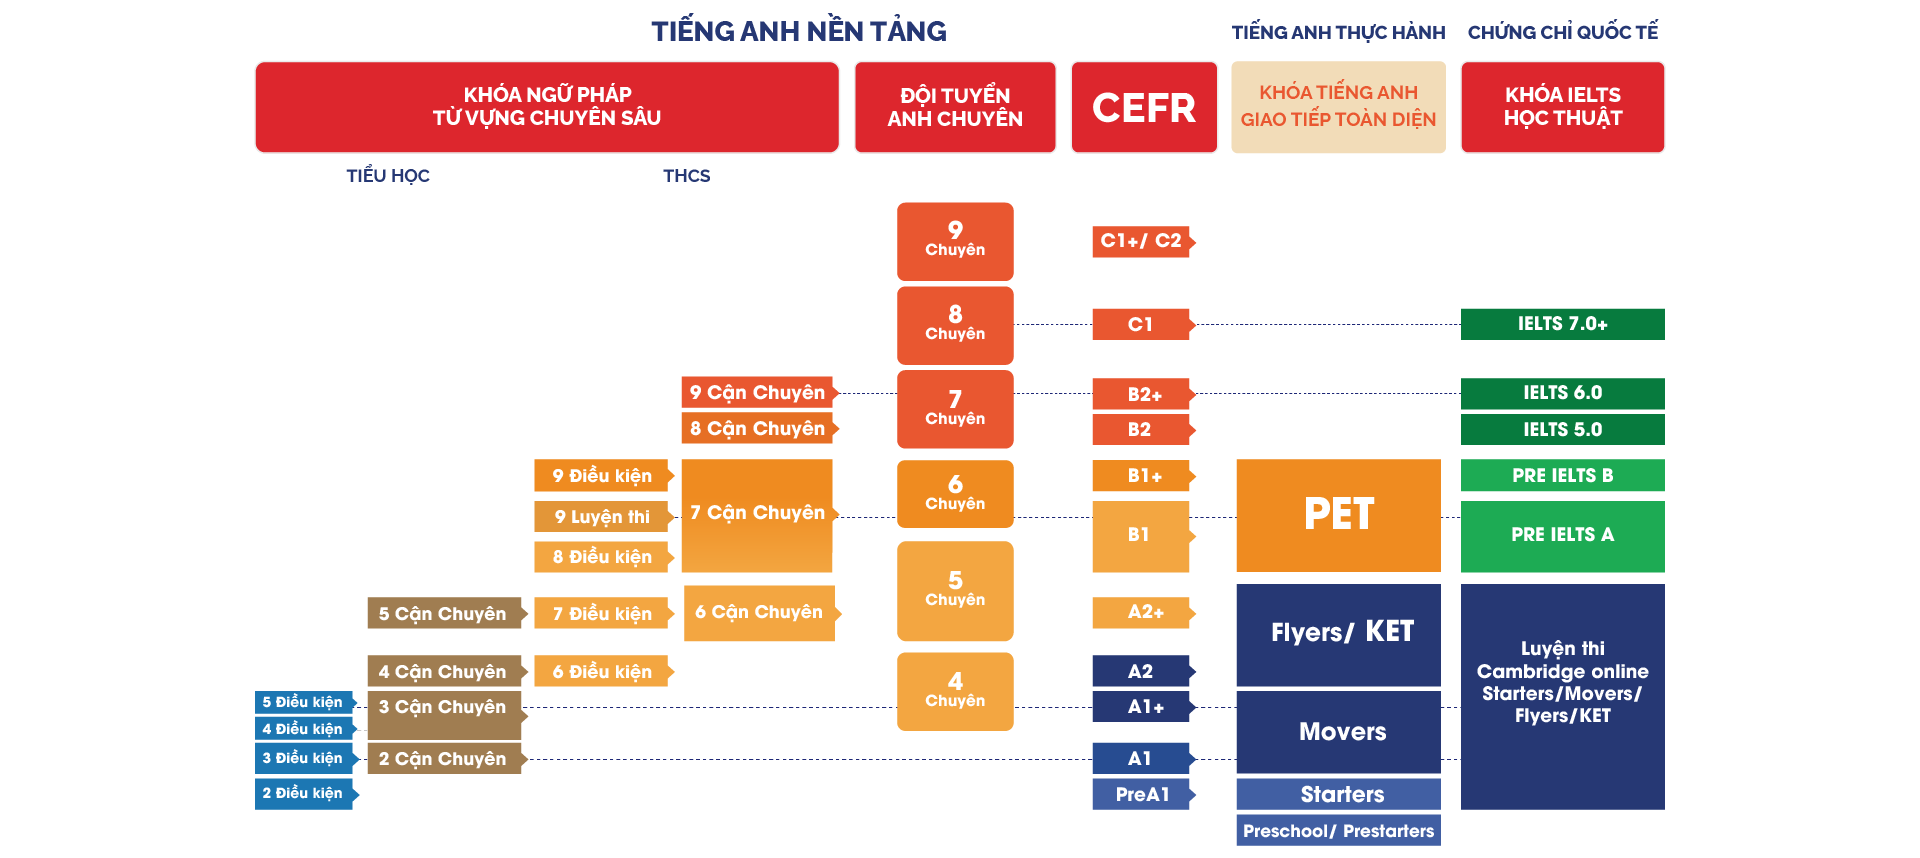 TIẾNG ANH NỀN TẢNG
TIẾNG ANH THỰC HÀNH
CHỨNG CHỈ QUỐC TẾ
KHÓA NGỮ PHÁP
TỪ VỰNG CHUYÊN SÂU
ĐỘI TUYỂN
ANH CHUYÊN
CEFR
KHÓA TIẾNG ANH
GIAO TIẾP TOÀN DIỆN
KHÓA IELTS
HỌC THUẬT
TIỂU HỌC
THCS
9
Chuyên
C1+/ C2
8
Chuyên
C1
IELTS 7.0+
9 Cận Chuyên
7
Chuyên
B2+
IELTS 6.0
8 Cận Chuyên
B2
IELTS 5.0
9 Điều kiện
9 Luyện thi
8 Điều kiện
7 Cận Chuyên
6
Chuyên
B1+
B1
PET
PRE IELTS B
PRE IELTS A
5 Cận Chuyên
7 Điều kiện
6 Cận Chuyên
5
Chuyên
A2+
Flyers/ KET
4 Cận Chuyên
6 Điều kiện
4
Chuyên
A2
Luyện thi
Cambridge online
Starters/Movers/
Flyers/KET
5 Điều kiện
4 Điều kiện
3 Cận Chuyên
A1+
Movers
3 Điều kiện
2 Cận Chuyên
A1
2 Điều kiện
PreA1
Starters
Preschool/ Prestarters